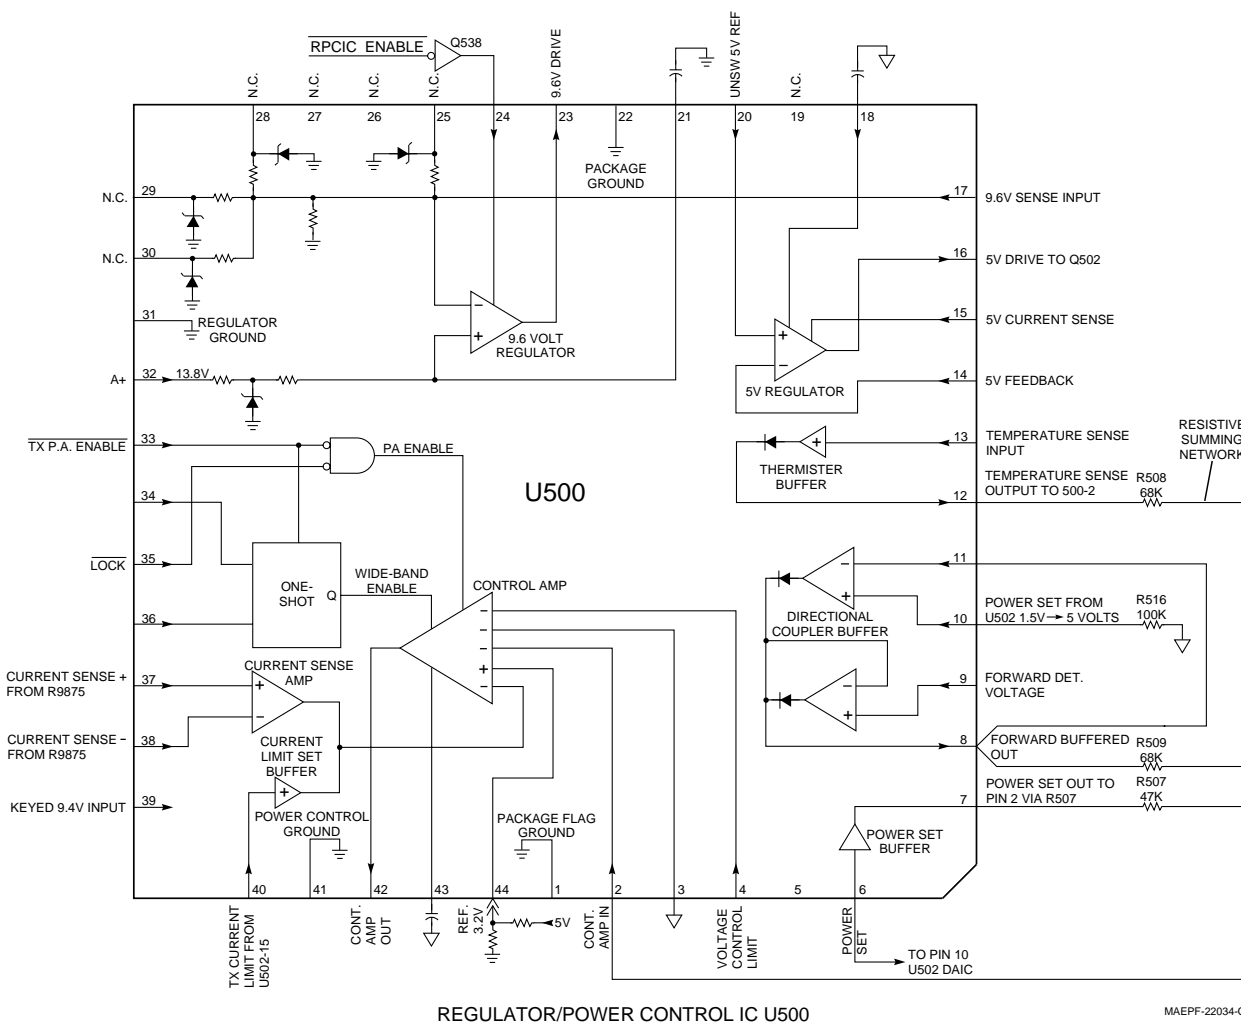 RPCIC ENABLE
Q538
9.6V DRIVE
UNSW 5V REF
N.C.
N.C.
N.C.
N.C.
N.C.
28
27
26
25
24
23
22
21
20
19
18
PACKAGE
GROUND
N.C.
29
17
9.6V SENSE INPUT
N.C.
30
16
5V DRIVE TO Q502
31
REGULATOR
GROUND
−
+
9.6 VOLT
REGULATOR
15
5V CURRENT SENSE
+
−
5V REGULATOR
A+
32
13.8V
14
5V FEEDBACK
TX P.A. ENABLE
33
PA ENABLE
+
THERMISTER
BUFFER
13
TEMPERATURE SENSE
INPUT
RESISTIVE
SUMMING
NETWORK
U500
34
12
TEMPERATURE SENSE
OUTPUT TO 500-2
R508
68K
LOCK
35
ONE-
SHOT
Q
WIDE-BAND
ENABLE
CONTROL AMP
−
−
−
+
−
−
+
DIRECTIONAL
COUPLER BUFFER
11
36
10
POWER SET FROM
U502 1.5V → 5 VOLTS
R516
100K
CURRENT SENSE +
FROM R9875
37
CURRENT SENSE
AMP
+
−
−
+
9
FORWARD DET.
VOLTAGE
CURRENT SENSE −
FROM R9875
38
CURRENT
LIMIT SET
BUFFER
+
8
FORWARD BUFFERED
OUT
R509
68K
KEYED 9.4V INPUT
39
POWER CONTROL
GROUND
PACKAGE FLAG
GROUND
7
POWER SET OUT TO
PIN 2 VIA R507
R507
47K
POWER SET
BUFFER
40
41
42
43
44
1
2
3
4
5
6
TX CURRENT
LIMIT FROM
U502-15
CONT.
AMP
OUT
REF.
3.2V
5V
CONT.
AMP IN
VOLTAGE
CONTROL
LIMIT
POWER
SET
TO PIN 10
U502 DAIC
REGULATOR/POWER CONTROL IC U500